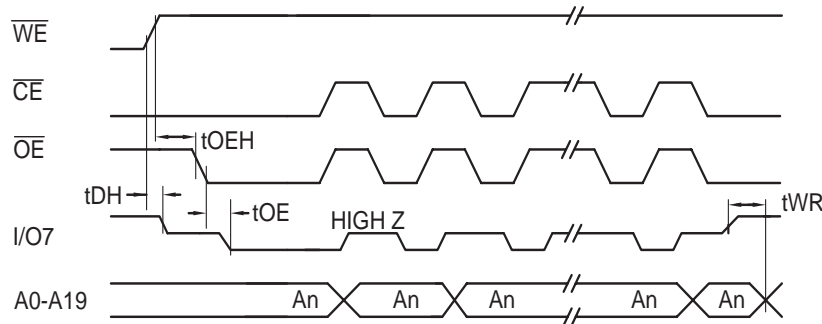 WE
CE
tOEH
OE
tDH
tOE
HIGH Z
tWR
I/O7
A0-A19
An An An An An